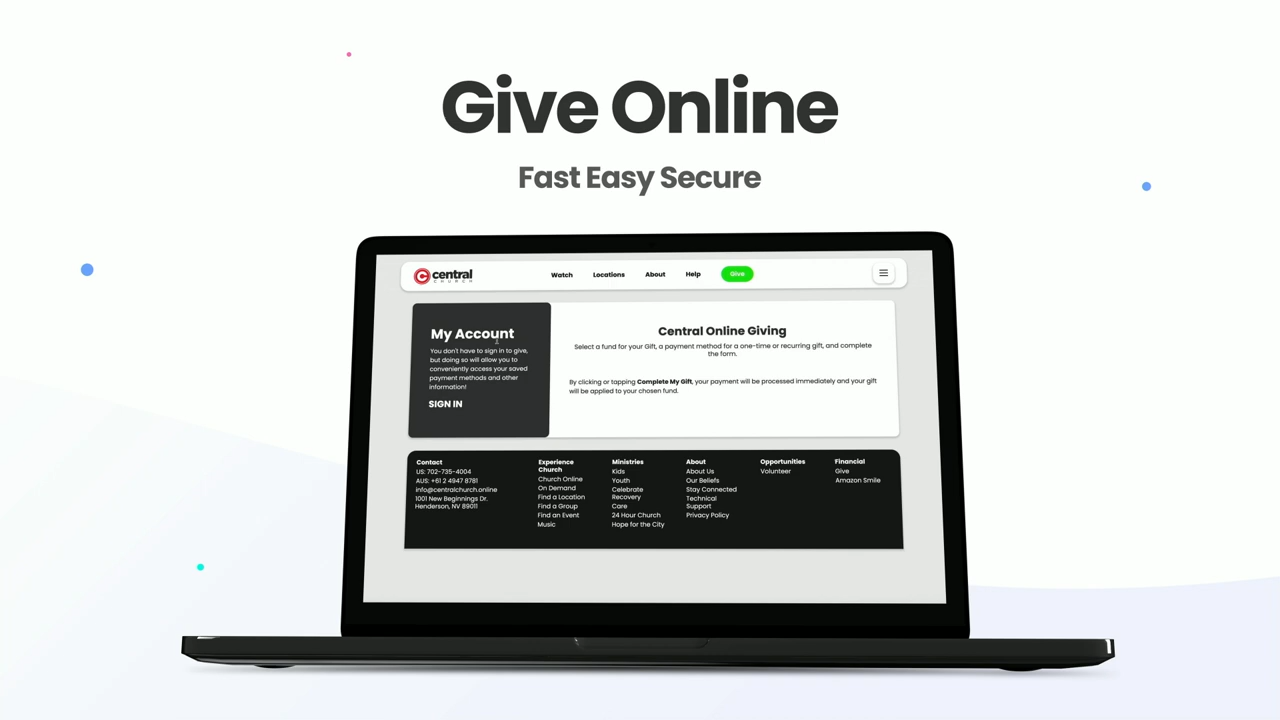 Give Online
Fast Easy Secure
central
CHURCH
Watch
Locations
About
Help
Give
My Account
You don't have to sign in to give,
but doing so will allow you to
conveniently access your saved
payment methods and other
information!
SIGN IN
Central Online Giving
Select a fund for your Gift, a payment method for a one-time or recurring gift, and complete
the form.
By clicking or tapping Complete My Gift, your payment will be processed immediately and your gift
will be applied to your chosen fund.
Contact
US: 702-735-4004
AUS: +61 2 4947 8781
info@centralchurch.online
1001 New Beginnings Dr.
Henderson, NV 89011
Experience
Church
Church Online
On Demand
Find a Location
Find a Group
Find an Event
Music
Ministries
Kids
Youth
Celebrate
Recovery
Care
24 Hour Church
Hope for the City
About
About Us
Our Beliefs
Stay Connected
Technical
Support
Privacy Policy
Opportunities
Volunteer
Financial
Give
Amazon Smile